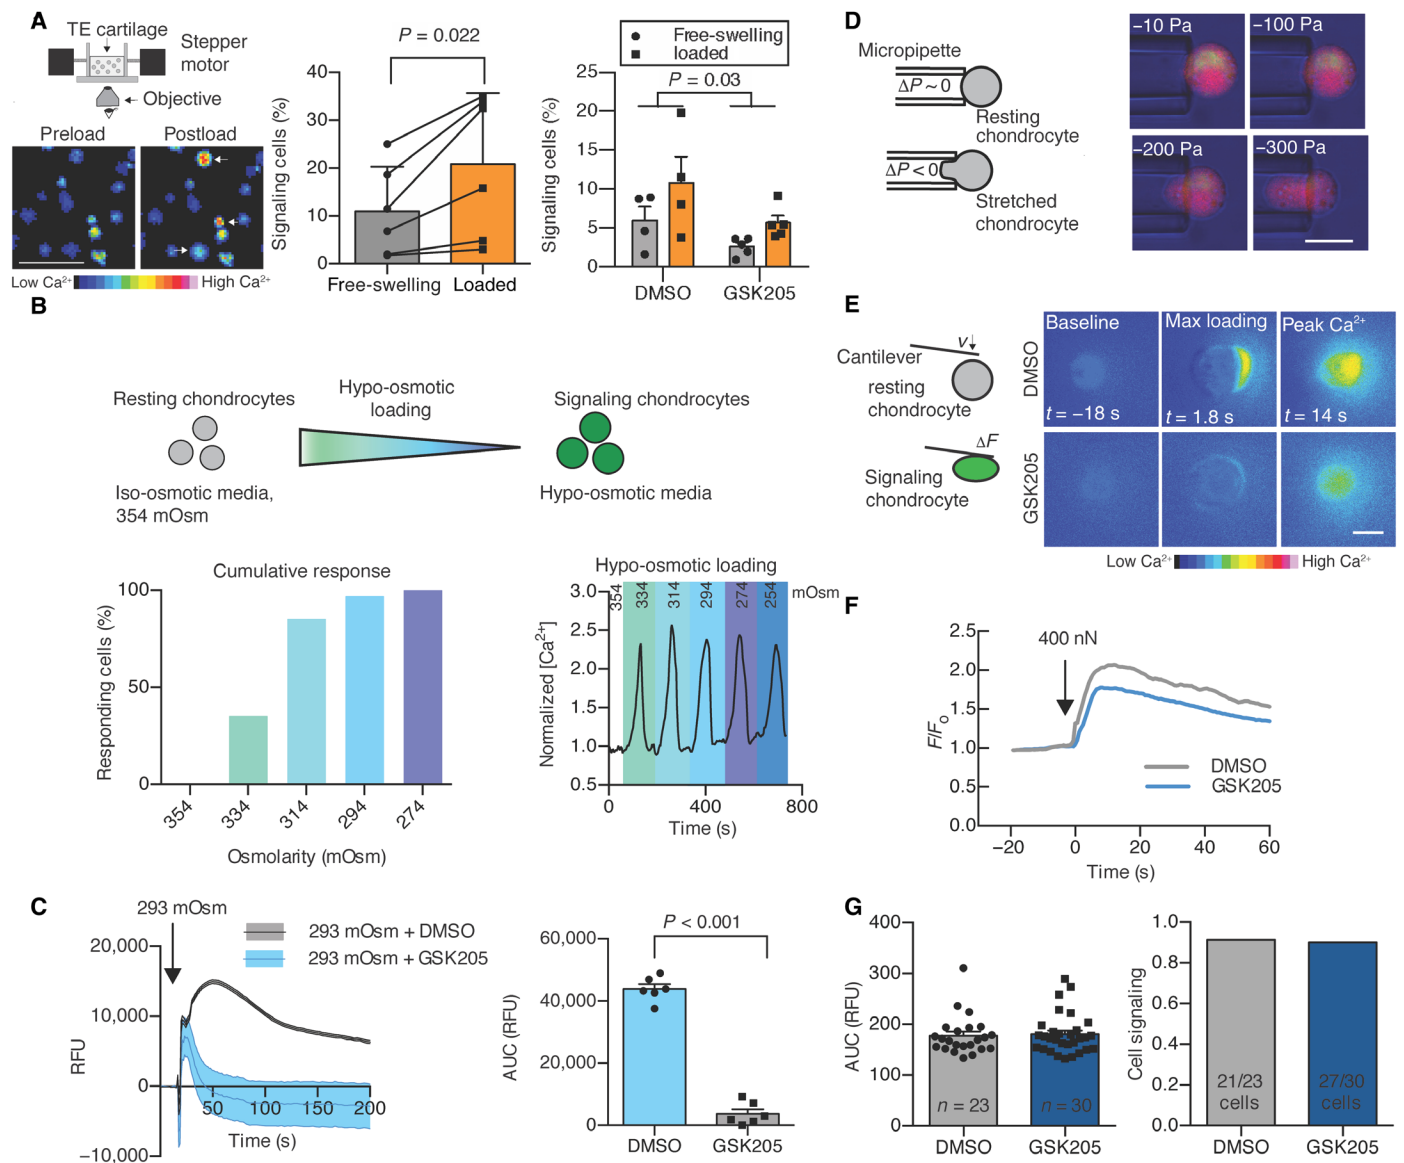 A
TE cartilage
Stepper
motor
Objective
Preload
Postload
Low Ca²⁺
High Ca²⁺
P = 0.022
Signaling cells (%)
40
30
20
10
0
Free-swelling
Loaded
Free-swelling
loaded
P = 0.03
Signaling cells (%)
25
20
15
10
5
0
DMSO
GSK205
B
Resting chondrocytes
Hypo-osmotic
loading
Signaling chondrocytes
Iso-osmotic media,
354 mOsm
Hypo-osmotic media
Cumulative response
Responding cells (%)
100
50
0
354
334
314
294
274
Osmolarity (mOsm)
Hypo-osmotic loading
354
334
314
294
274
254
mOsm
Normalized [Ca²⁺]
3.0
2.5
2.0
1.5
1.0
0.5
0
400
800
Time (s)
C
293 mOsm
293 mOsm + DMSO
293 mOsm + GSK205
RFU
20,000
10,000
0
−10,000
50
100
150
200
Time (s)
P < 0.001
AUC (RFU)
60,000
40,000
20,000
0
DMSO
GSK205
D
Micropipette
ΔP ~ 0
Resting
chondrocyte
ΔP < 0
Stretched
chondrocyte
−10 Pa
−100 Pa
−200 Pa
−300 Pa
E
Cantilever
v
resting
chondrocyte
ΔF
Signaling
chondrocyte
DMSO
GSK205
Baseline
Max loading
Peak Ca²⁺
t = −18 s
t = 1.8 s
t = 14 s
Low Ca²⁺
High Ca²⁺
F
400 nN
F/F₀
2.5
2.0
1.5
1.0
0.5
0.0
DMSO
GSK205
−20
0
20
40
60
Time (s)
G
AUC (RFU)
400
300
200
100
0
n = 23
n = 30
DMSO
GSK205
Cell signaling
1.0
0.8
0.6
0.4
0.2
0.0
21/23
cells
27/30
cells
DMSO
GSK205